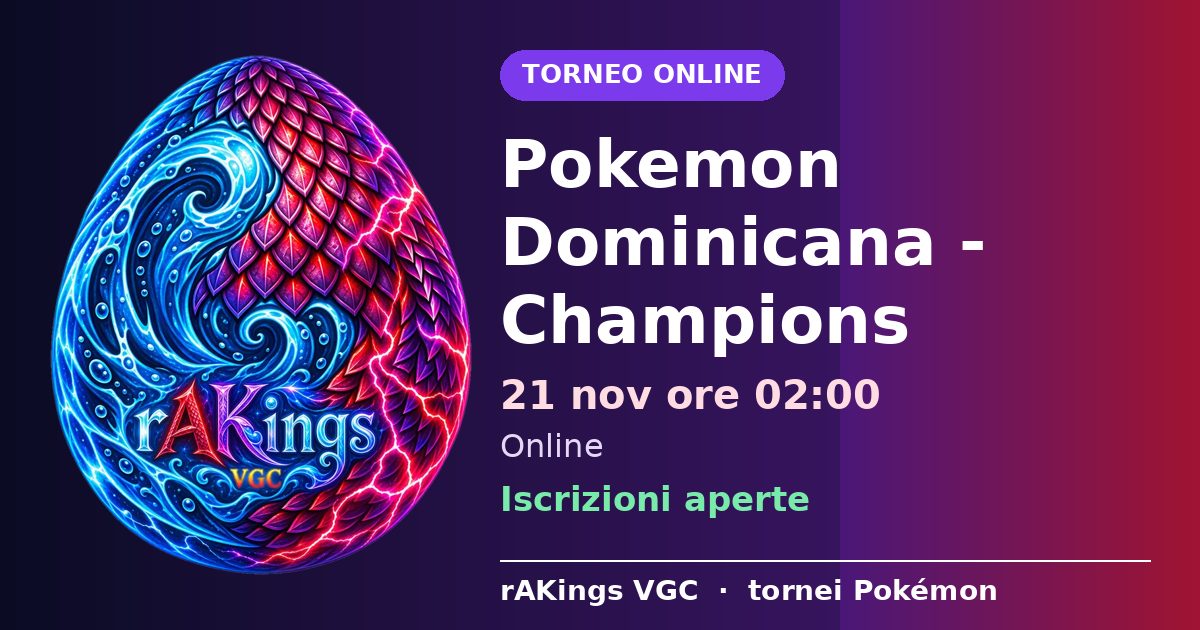 TORNEO ONLINE
Pokemon
Dominicana -
Champions
21 nov ore 02:00
Online
Iscrizioni aperte
rAKings
VGC
rAKings VGC · tornei Pokémon